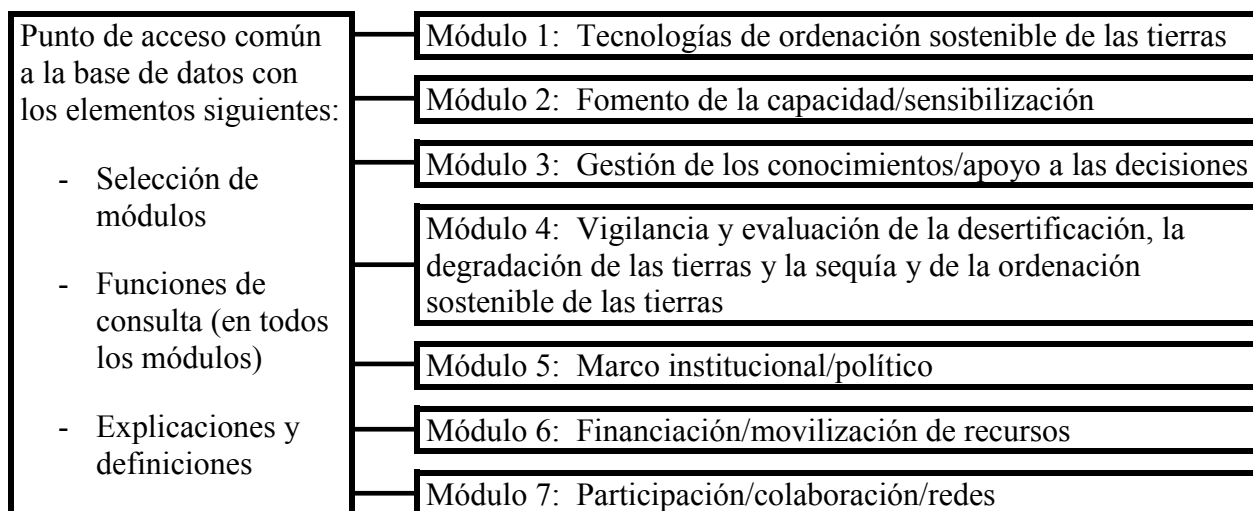 Punto de acceso común
a la base de datos con
los elementos siguientes:
- Selección de
módulos
- Funciones de
consulta (en todos
los módulos)
- Explicaciones y
definiciones
Módulo 1: Tecnologías de ordenación sostenible de las tierras
Módulo 2: Fomento de la capacidad/sensibilización
Módulo 3: Gestión de los conocimientos/apoyo a las decisiones
Módulo 4: Vigilancia y evaluación de la desertificación, la
degradación de las tierras y la sequía y de la ordenación
sostenible de las tierras
Módulo 5: Marco institucional/político
Módulo 6: Financiación/movilización de recursos
Módulo 7: Participación/colaboración/redes